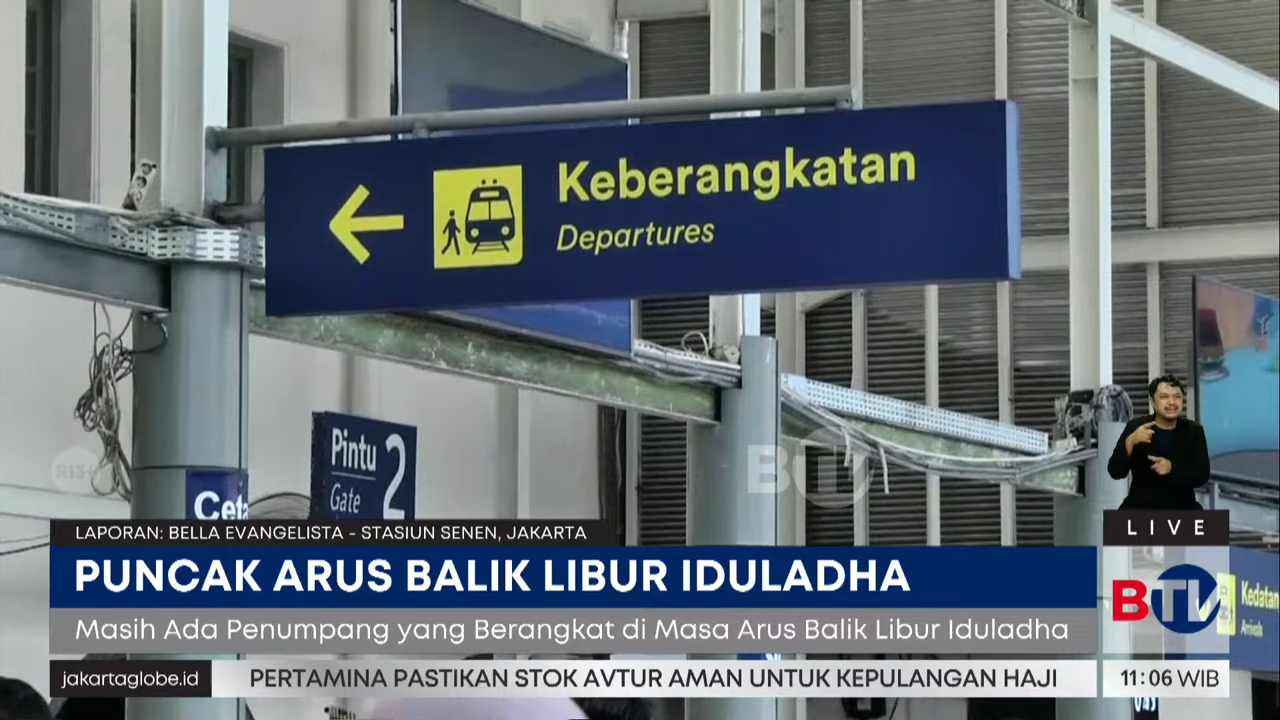 Keberangkatan
Departures
Pintu
Gate
2
R13+
BTV
LAPORAN: BELLA EVANGELISTA - STASIUN SENEN, JAKARTA
PUNCAK ARUS BALIK LIBUR IDULADHA
Masih Ada Penumpang yang Berangkat di Masa Arus Balik Libur Iduladha
LIVE
BTV
jakartaglobe.id
PERTAMINA PASTIKAN STOK AVTUR AMAN UNTUK KEPULANGAN HAJI
11:06 WIB